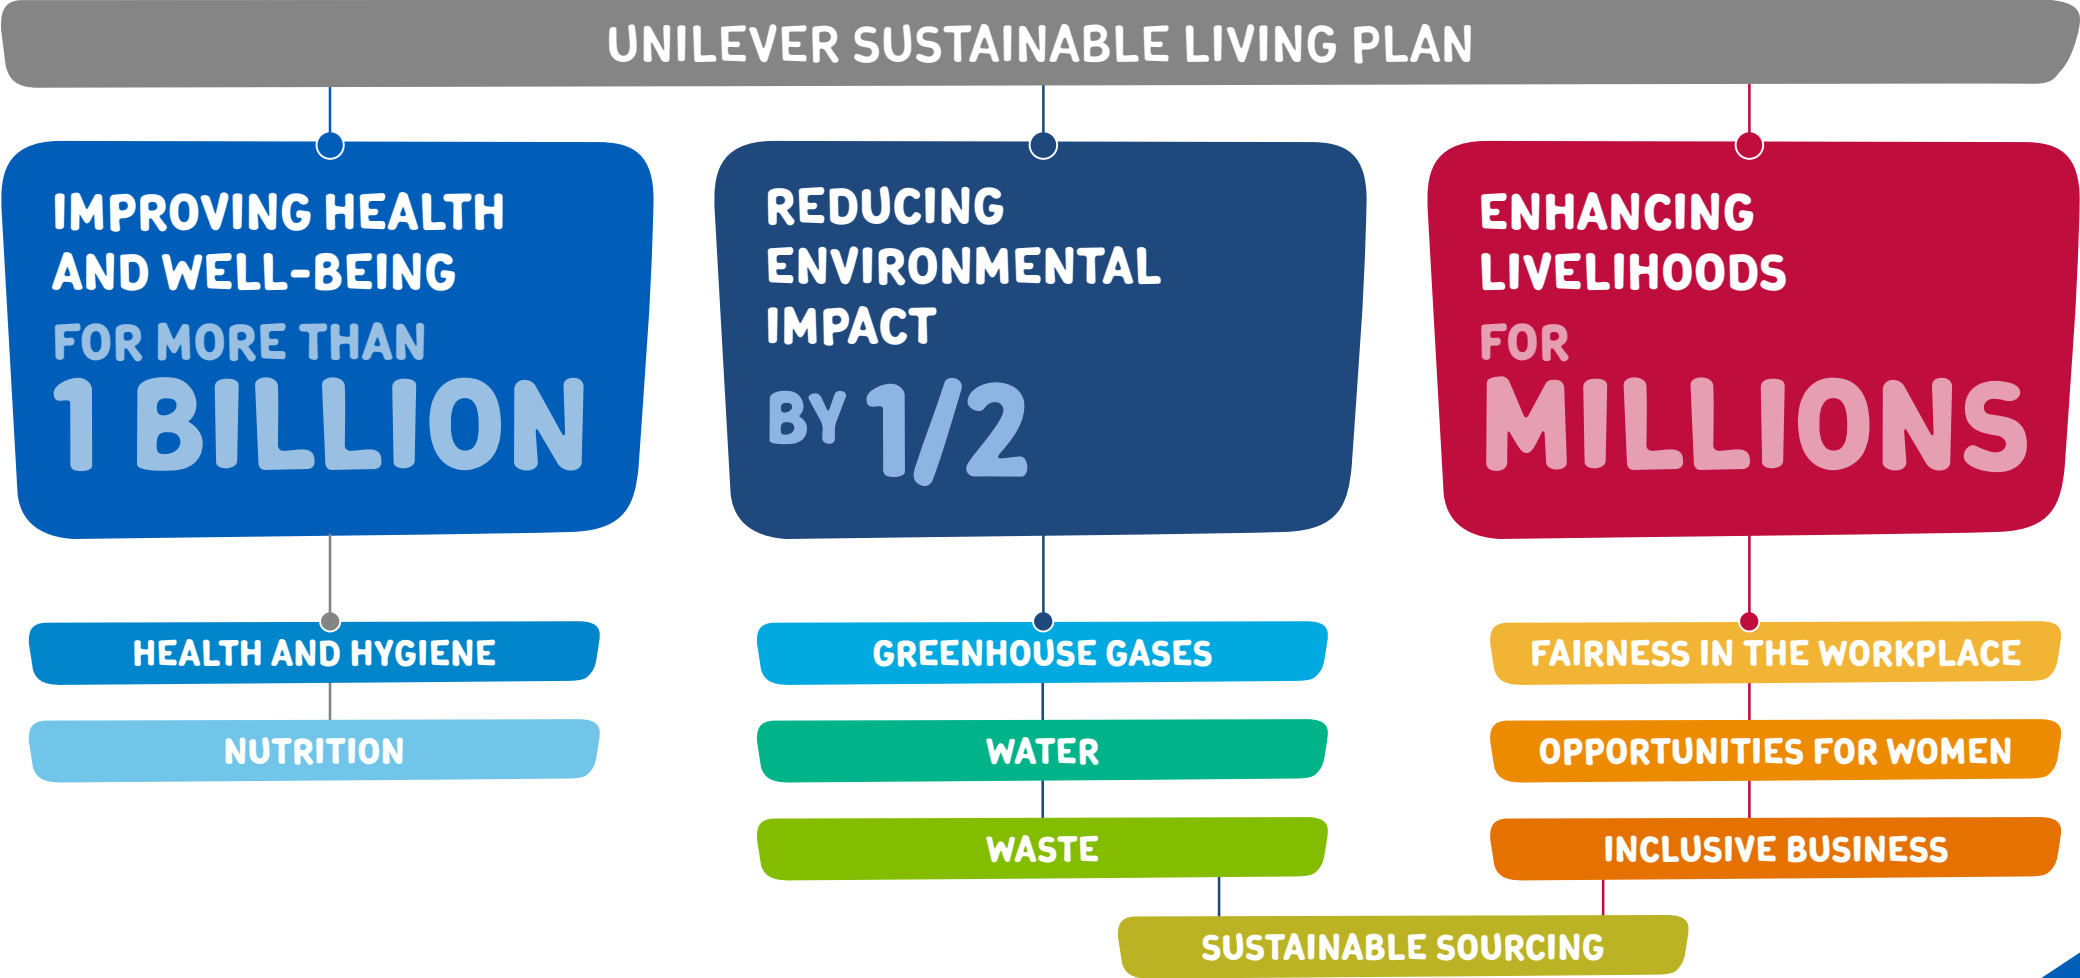 UNILEVER SUSTAINABLE LIVING PLAN
IMPROVING HEALTH
AND WELL-BEING
FOR MORE THAN
1 BILLION
REDUCING
ENVIRONMENTAL
IMPACT
BY 1/2
ENHANCING
LIVELIHOODS
FOR
MILLIONS
HEALTH AND HYGIENE
NUTRITION
GREENHOUSE GASES
WATER
WASTE
FAIRNESS IN THE WORKPLACE
OPPORTUNITIES FOR WOMEN
INCLUSIVE BUSINESS
SUSTAINABLE SOURCING